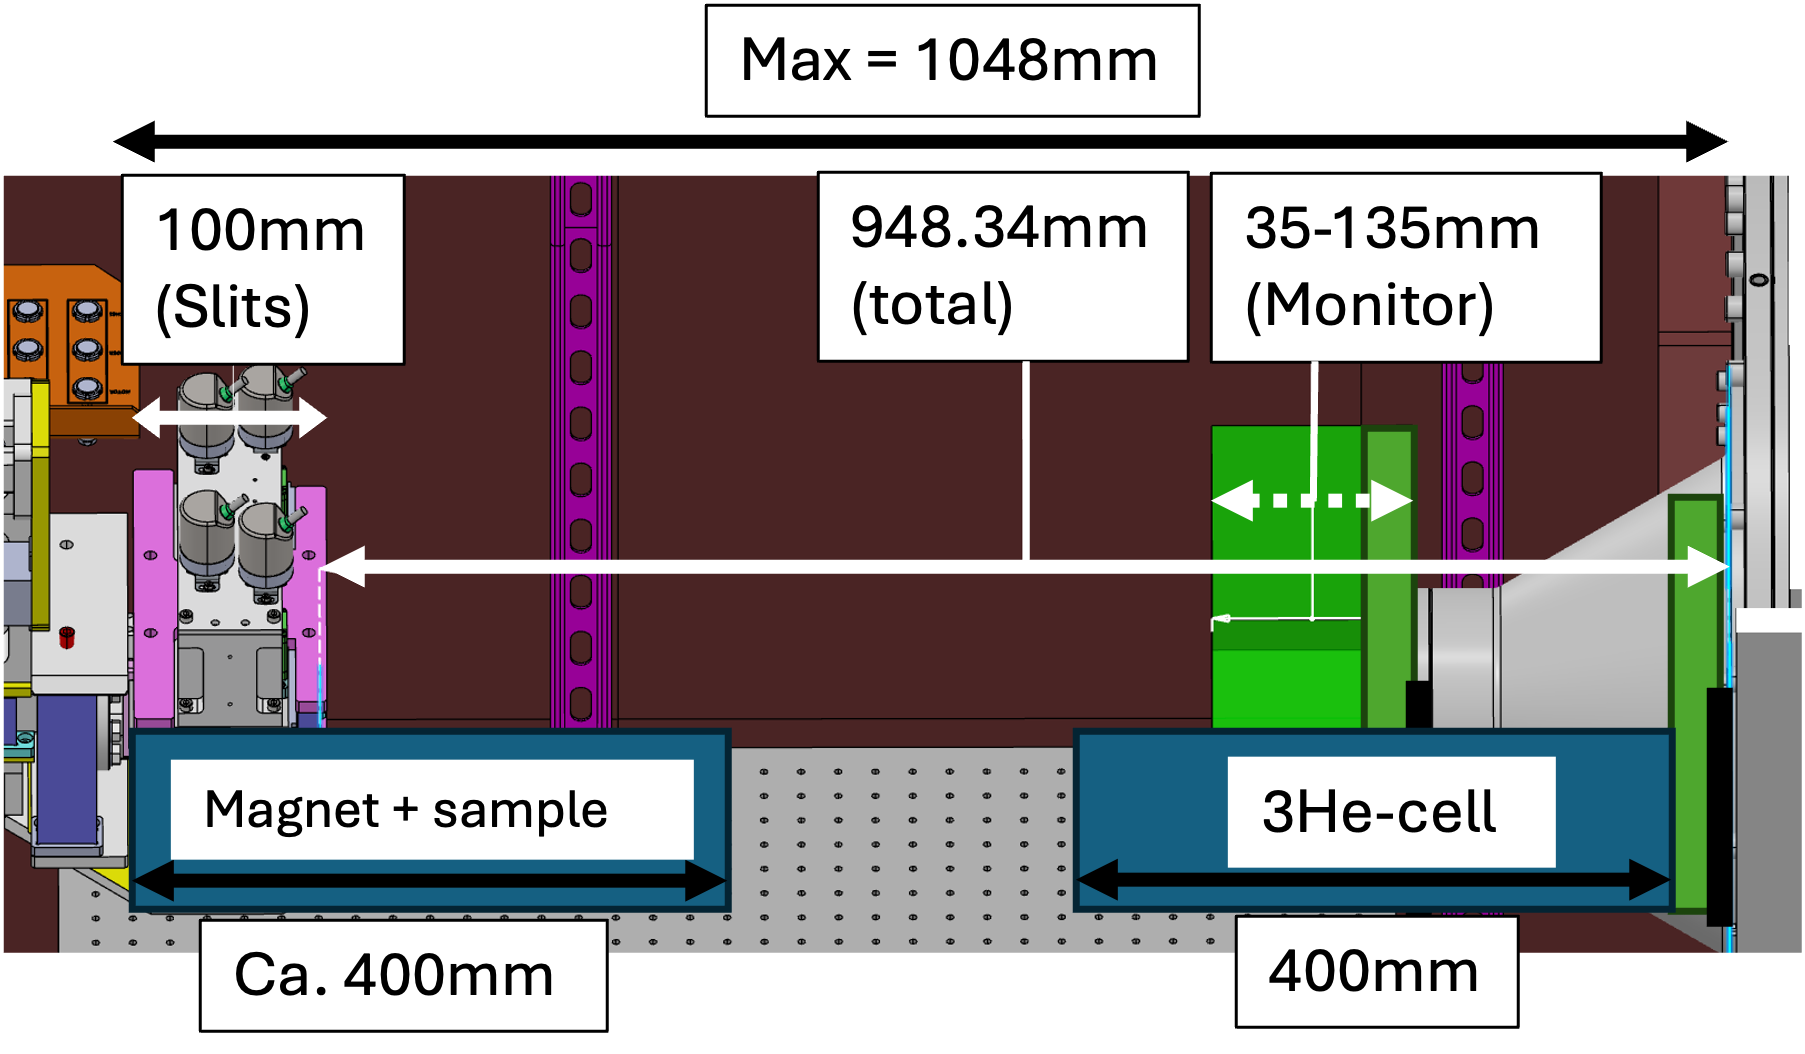 Max = 1048mm
100mm
(Slits)
948.34mm
(total)
35-135mm
(Monitor)
Magnet + sample
3He-cell
Ca. 400mm
400mm